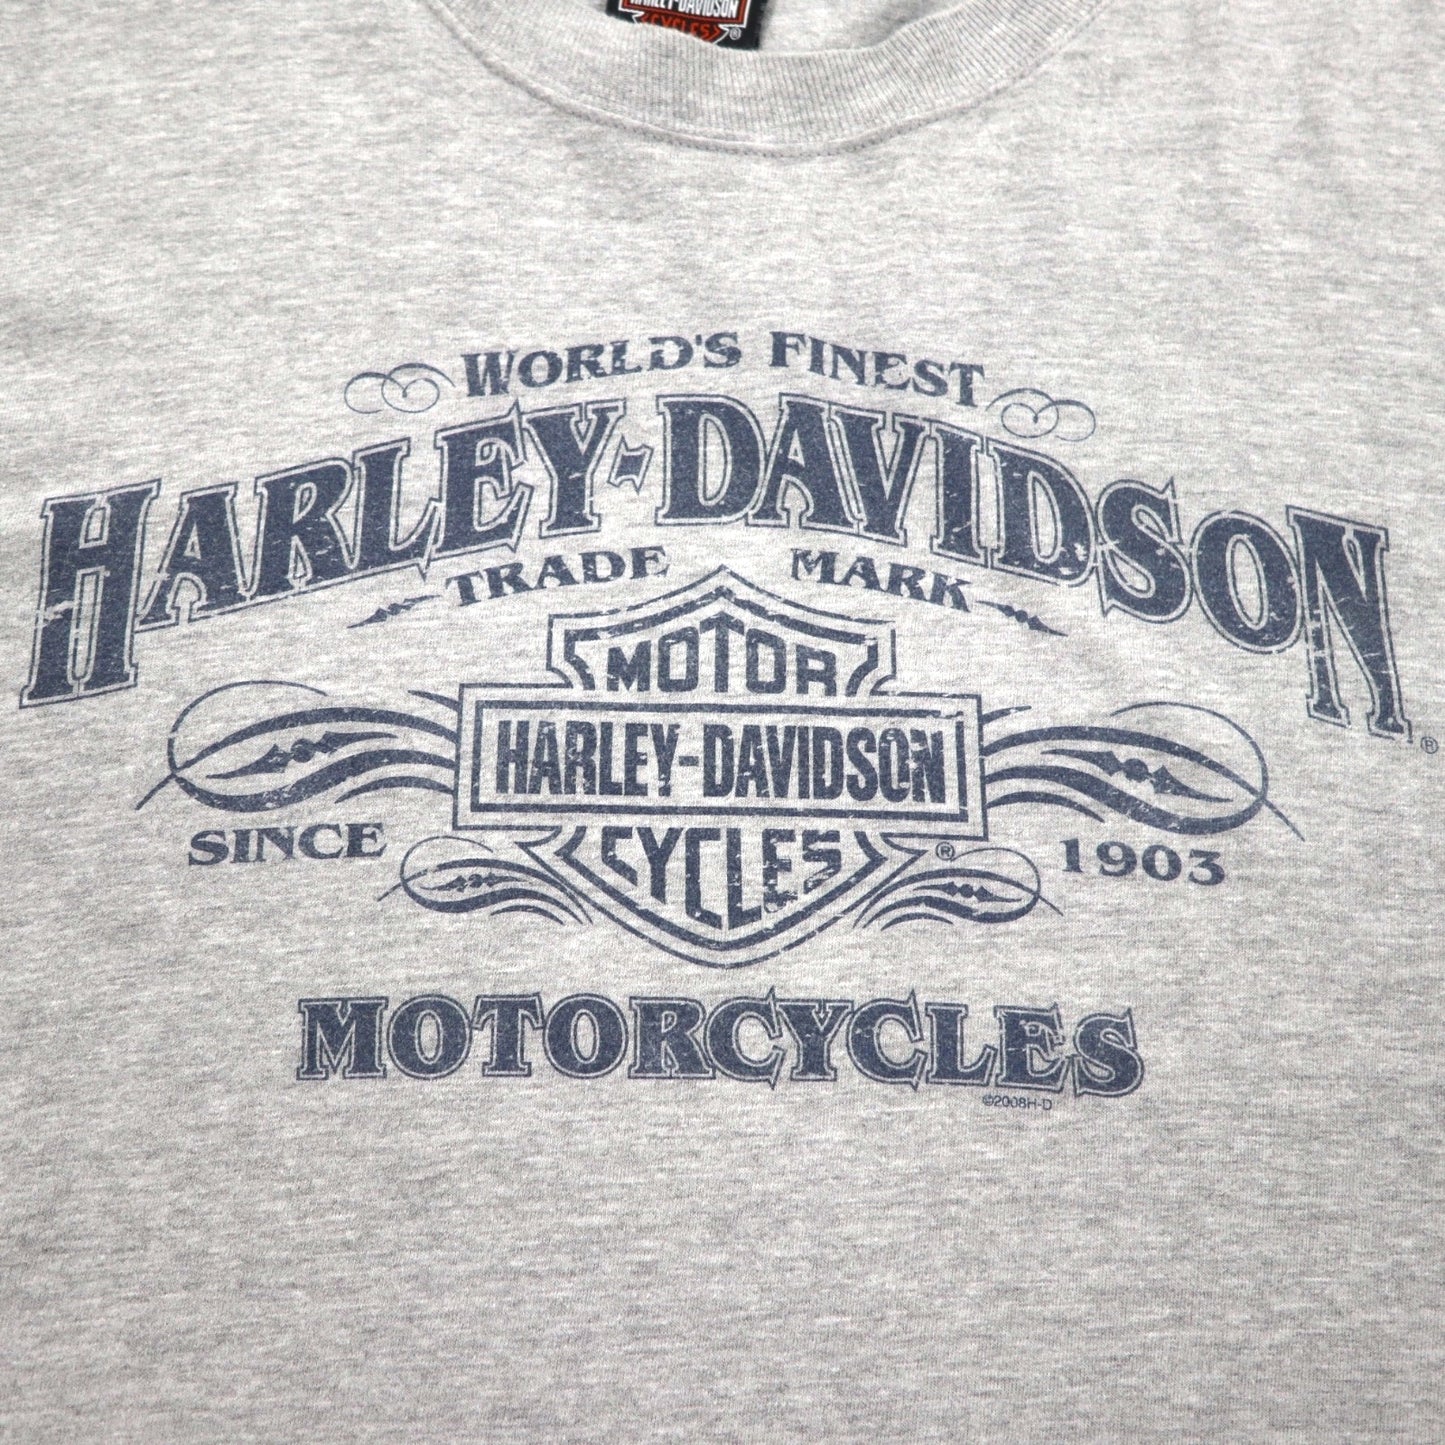 HARLEY-DAVIDSON
CYCLES ®
WORLD'S FINEST
HARLEY-DAVIDSON ®
TRADE MARK
MOTOR
HARLEY-DAVIDSON
CYCLES ®
SINCE 1903
MOTORCYCLES
©2008H-D